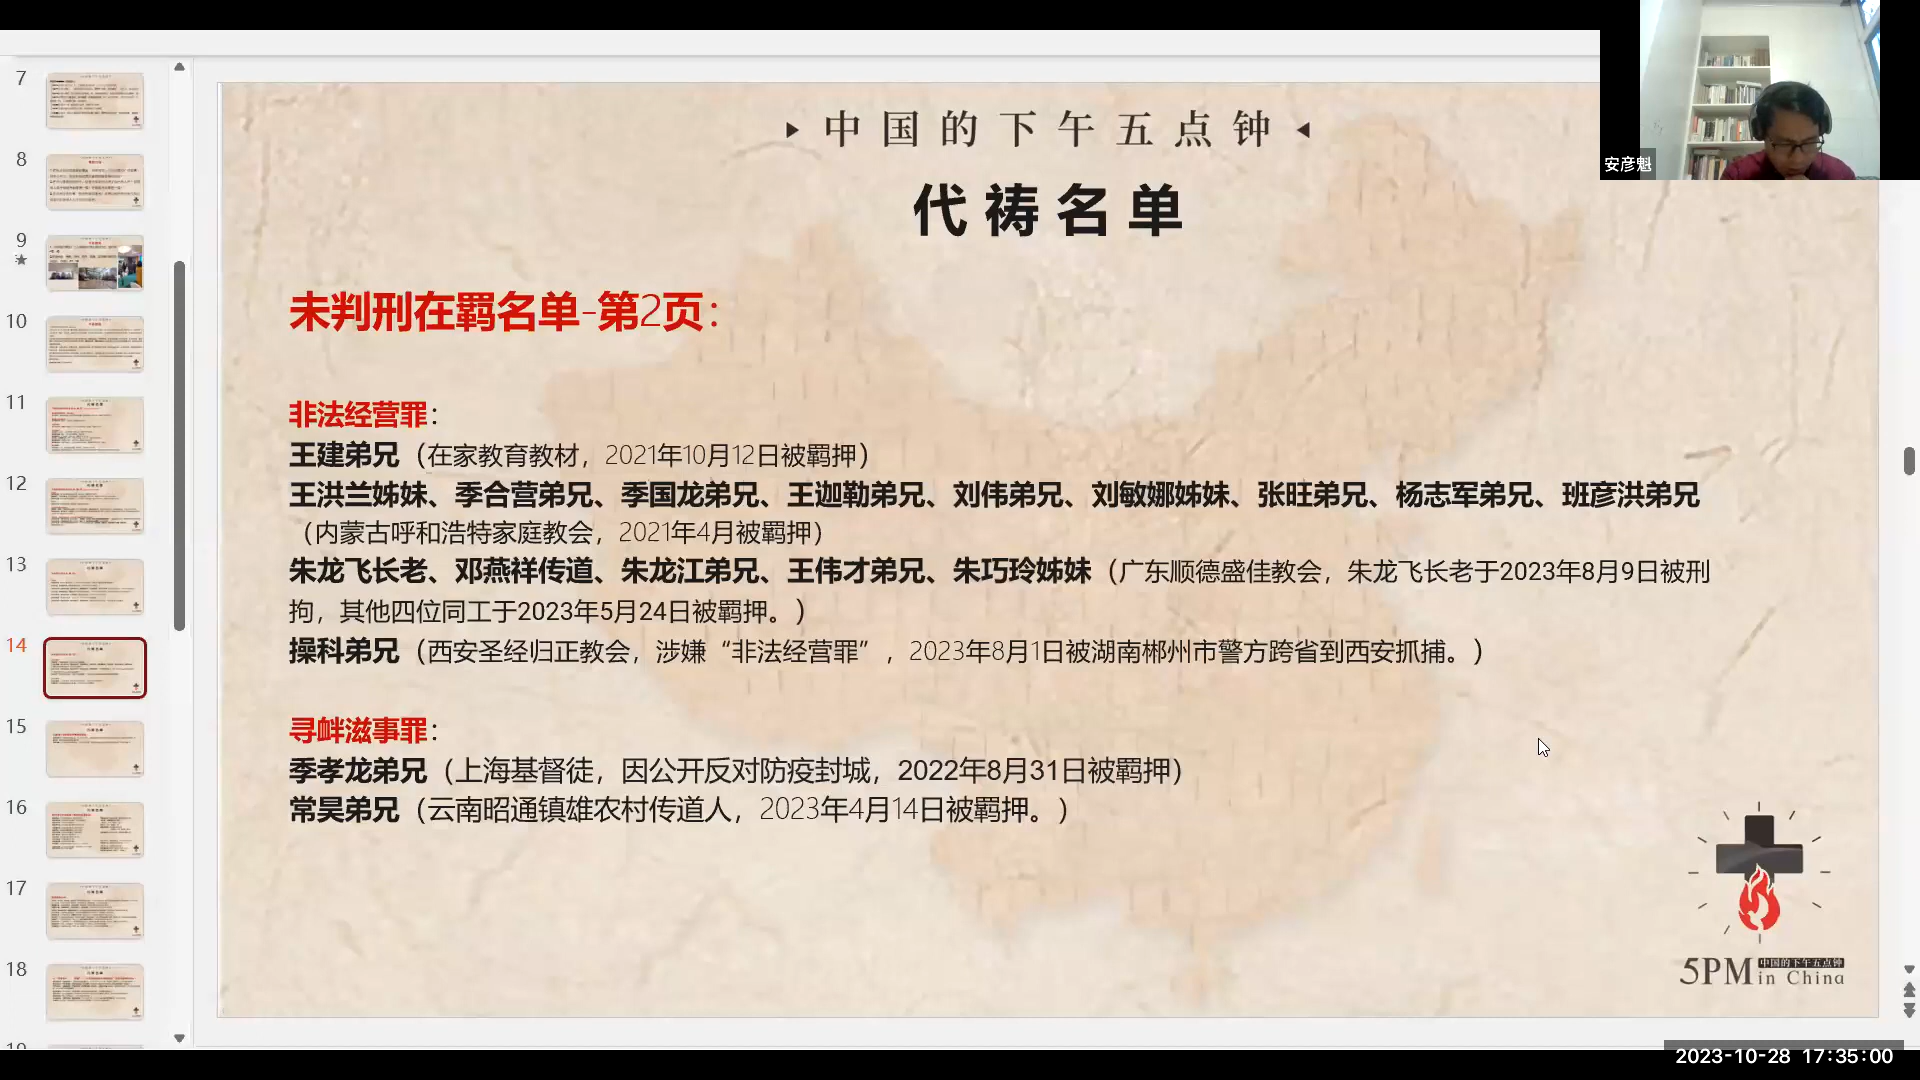 7
8
9
10
11
12
13
14
15
16
17
18
中国的下午五点钟
代祷名单
未判刑在羁名单-第2页：
非法经营罪：
王建弟兄（在家教育教材，2021年10月12日被羁押）
王洪兰姊妹、季合营弟兄、季国龙弟兄、王迦勒弟兄、刘伟弟兄、刘敏娜姊妹、张旺弟兄、杨志军弟兄、班彦洪弟兄
（内蒙古呼和浩特家庭教会，2021年4月被羁押）
朱龙飞长老、邓燕祥传道、朱龙江弟兄、王伟才弟兄、朱巧玲姊妹（广东顺德盛佳教会，朱龙飞长老于2023年8月9日被刑
拘，其他四位同工于2023年5月24日被羁押。）
操科弟兄（西安圣经归正教会，涉嫌“非法经营罪”，2023年8月1日被湖南郴州市警方跨省到西安抓捕。）
寻衅滋事罪：
季孝龙弟兄（上海基督徒，因公开反对防疫封城，2022年8月31日被羁押）
常昊弟兄（云南昭通镇雄农村传道人，2023年4月14日被羁押。）
安彦魁
5PM 中国的下午五点钟
in China
2023-10-28 17:35:00